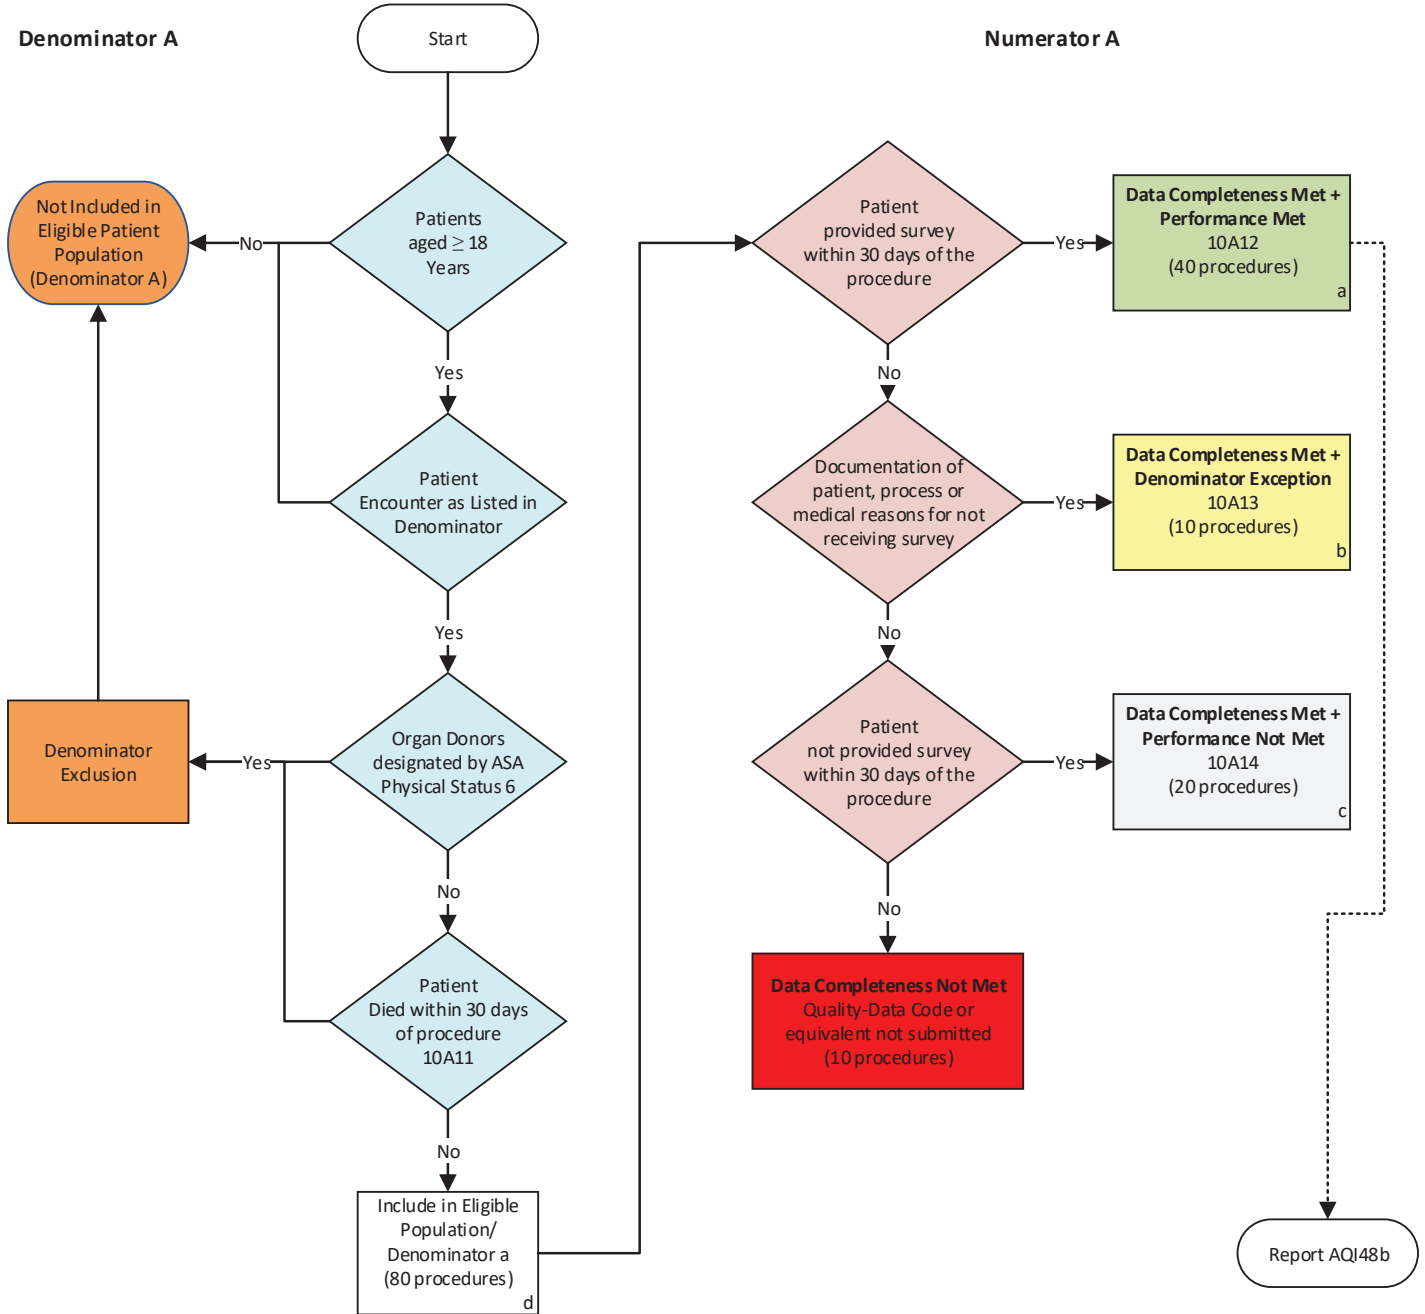 Denominator A
Start
Numerator A
Patients
aged ≥ 18
Years
Not Included in
Eligible Patient
Population
(Denominator A)
No
Yes
Patient
Encounter as Listed in
Denominator
Yes
Organ Donors
designated by ASA
Physical Status 6
Yes
Denominator
Exclusion
No
Patient
Died within 30 days
of procedure
10A11
No
Include in Eligible
Population/
Denominator a
(80 procedures)
d
Patient
provided survey
within 30 days of the
procedure
Yes
Data Completeness Met +
Performance Met
10A12
(40 procedures)
a
No
Documentation of
patient, process or
medical reasons for not
receiving survey
Yes
Data Completeness Met +
Denominator Exception
10A13
(10 procedures)
b
No
Patient
not provided survey
within 30 days of the
procedure
Yes
Data Completeness Met +
Performance Not Met
10A14
(20 procedures)
c
No
Data Completeness Not Met
Quality-Data Code or
equivalent not submitted
(10 procedures)
Report AQI48b